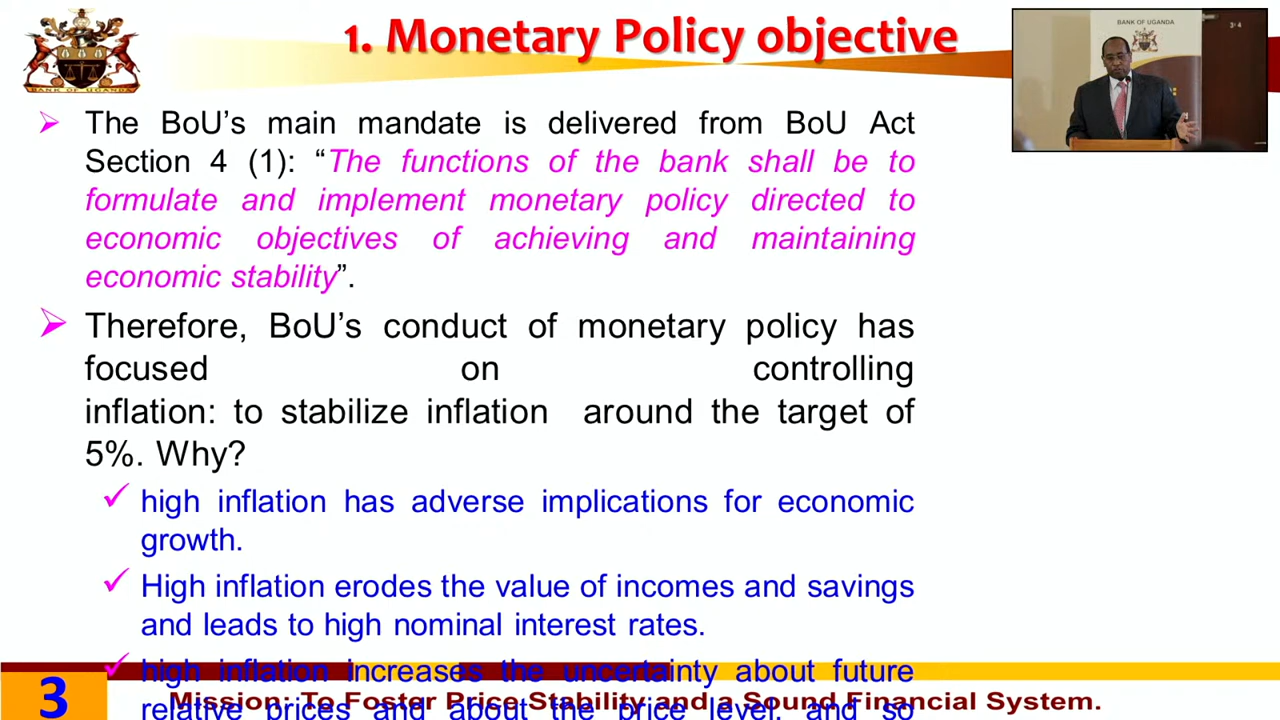 1. Monetary Policy objective
BANK OF UGANDA
BANK OF UGANDA
The BoU’s main mandate is delivered from BoU Act
Section 4 (1): “The functions of the bank shall be to
formulate and implement monetary policy directed to
economic objectives of achieving and maintaining
economic stability”.
Therefore, BoU’s conduct of monetary policy has
focused on controlling
inflation: to stabilize inflation around the target of
5%. Why?
high inflation has adverse implications for economic
growth.
High inflation erodes the value of incomes and savings
and leads to high nominal interest rates.
high inflation increases the uncertainty about future
relative prices and about the price level, and so
3
Mission: To Foster Price Stability and a Sound Financial System.